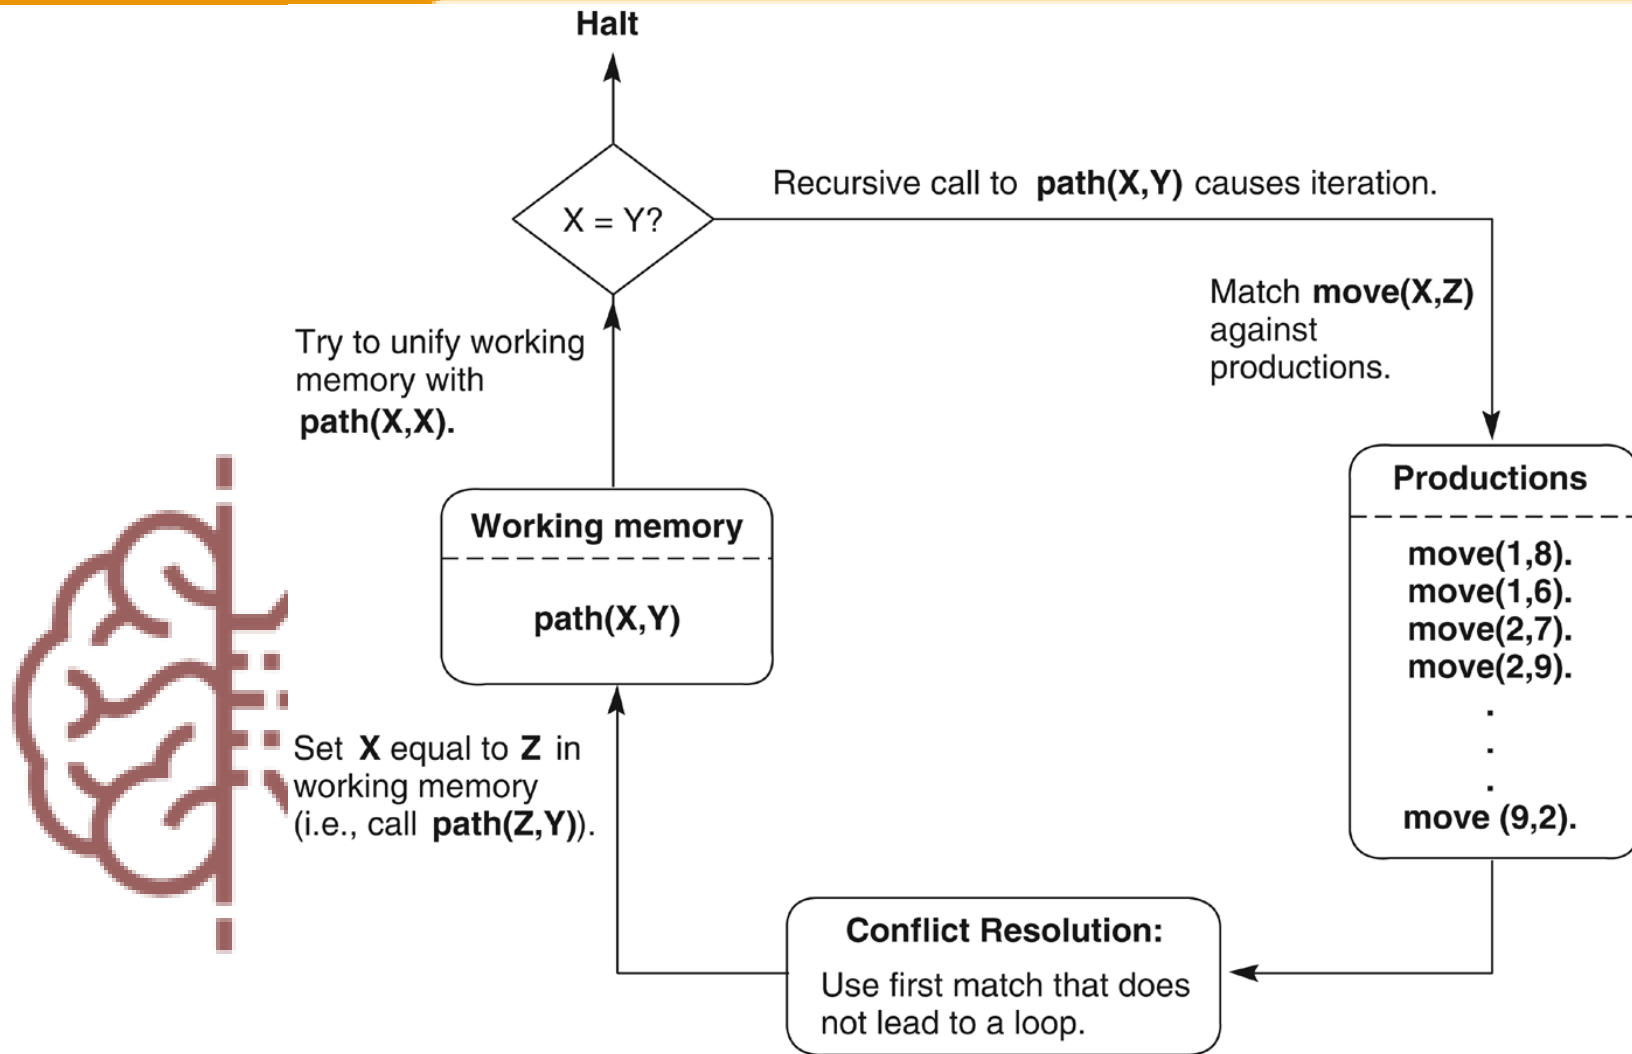 Halt
X = Y?
Recursive call to path(X,Y) causes iteration.
Match move(X,Z)
against
productions.
Try to unify working
memory with
path(X,X).
Productions
move(1,8).
move(1,6).
move(2,7).
move(2,9).
.
.
.
move (9,2).
Working memory
path(X,Y)
Set X equal to Z in
working memory
(i.e., call path(Z,Y)).
Conflict Resolution:
Use first match that does
not lead to a loop.